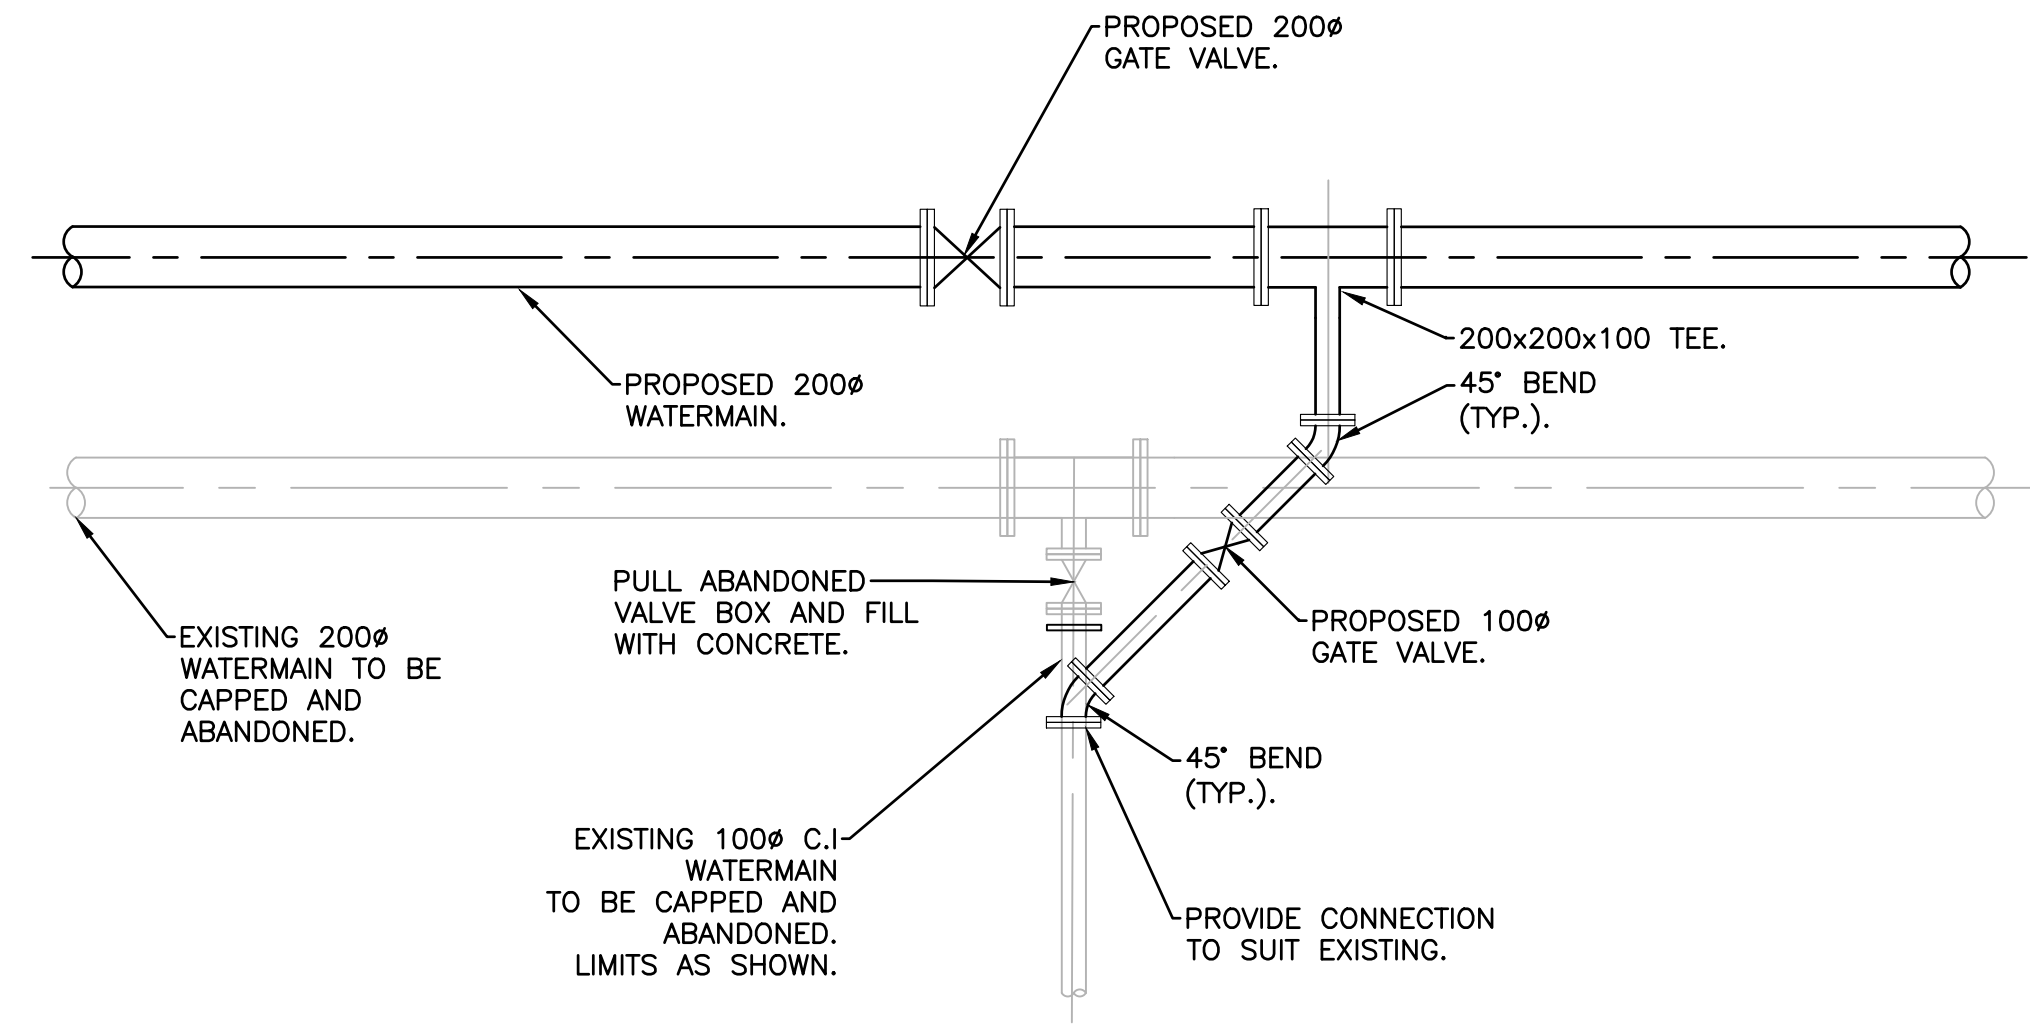 PROPOSED 200ø
GATE VALVE.
200x200x100 TEE.
PROPOSED 200ø
WATERMAIN.
45° BEND
(TYP.).
PULL ABANDONED
VALVE BOX AND FILL
WITH CONCRETE.
PROPOSED 100ø
GATE VALVE.
EXISTING 200ø
WATERMAIN TO BE
CAPPED AND
ABANDONED.
45° BEND
(TYP.).
EXISTING 100ø C.I
WATERMAIN
TO BE CAPPED AND
ABANDONED.
LIMITS AS SHOWN.
PROVIDE CONNECTION
TO SUIT EXISTING.